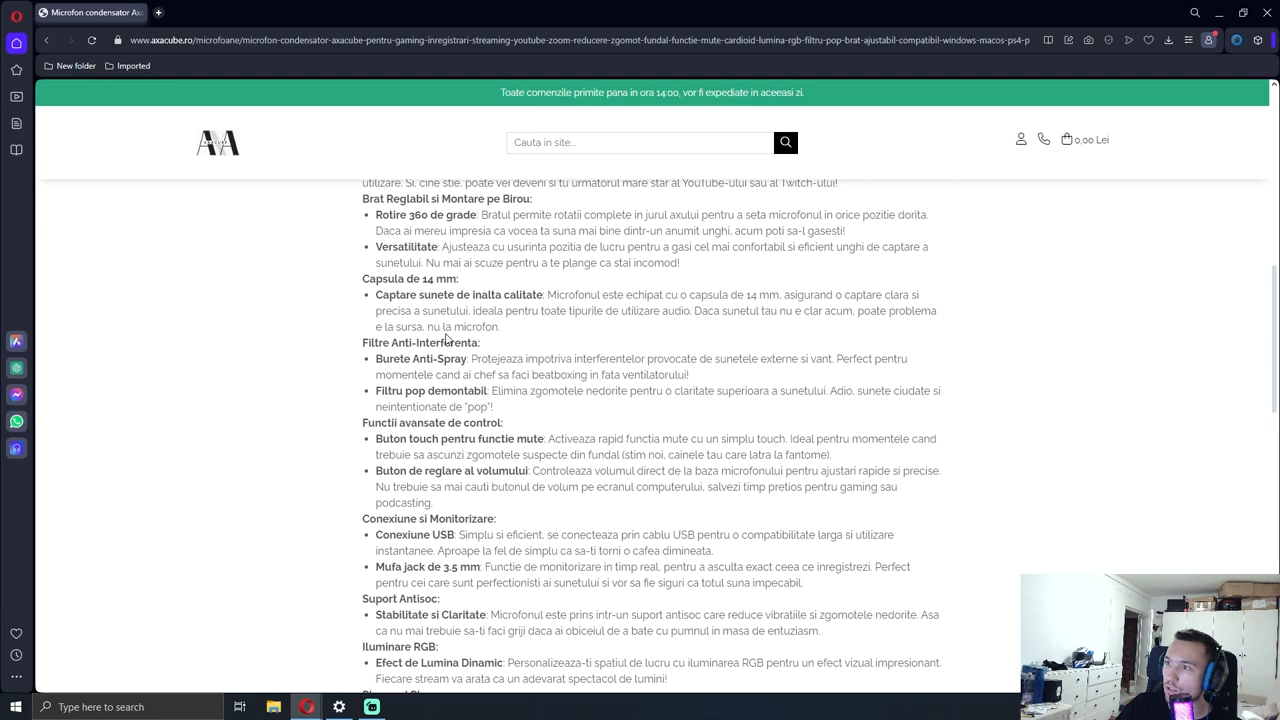 Microfon condensator Axa
www.axacube.ro/microfoane/microfon-condensator-axacube-pentru-gaming-inregistrari-streaming-youtube-zoom-reducere-zgomot-fundal-functie-mute-cardioid-lumina-rgb-filtru-pop-brat-ajustabil-compatibil-windows-macos-ps4-p
New folder Imported
Toate comenzile primite pana in ora 14:00, vor fi expediate in aceeasi zi.
Cauta in site...
0,00 Lei
utilizare. Si, cine stie, poate vei deveni si tu urmatorul mare star al YouTube-ului sau al Twitch-ului!
Brat Reglabil si Montare pe Birou:
• Rotire 360 de grade: Bratul permite rotatii complete in jurul axului pentru a seta microfonul in orice pozitie dorita.
Daca ai mereu impresia ca vocea ta suna mai bine dintr-un anumit unghi, acum poti sa-l gasesti!
• Versatilitate: Ajusteaza cu usurinta pozitia de lucru pentru a gasi cel mai confortabil si eficient unghi de captare a
sunetului. Nu mai ai scuze pentru a te plange ca stai incomod!
Capsula de 14 mm:
• Captare sunete de inalta calitate: Microfonul este echipat cu o capsula de 14 mm, asigurand o captare clara si
precisa a sunetului, ideala pentru toate tipurile de utilizare audio. Daca sunetul tau nu e clar acum, poate problema
e la sursa, nu la microfon.
Filtre Anti-Interferenta:
• Burete Anti-Spray: Protejeaza impotriva interferentelor provocate de sunetele externe si vant. Perfect pentru
momentele cand ai chef sa faci beatboxing in fata ventilatorului!
• Filtru pop demontabil: Elimina zgomotele nedorite pentru o claritate superioara a sunetului. Adio, sunete ciudate si
neintentionate de "pop"!
Functii avansate de control:
• Buton touch pentru functie mute: Activeaza rapid functia mute cu un simplu touch. Ideal pentru momentele cand
trebuie sa ascunzi zgomotele suspecte din fundal (stim noi, cainele tau care latra la fantome).
• Buton de reglare al volumului: Controleaza volumul direct de la baza microfonului pentru ajustari rapide si precise.
Nu trebuie sa mai cauti butonul de volum pe ecranul computerului, salvezi timp pretios pentru gaming sau
podcasting.
Conexiune si Monitorizare:
• Conexiune USB: Simplu si eficient, se conecteaza prin cablu USB pentru o compatibilitate larga si utilizare
instantanee. Aproape la fel de simplu ca sa-ti torni o cafea dimineata.
• Mufa jack de 3.5 mm: Functie de monitorizare in timp real, pentru a asculta exact ceea ce inregistrezi. Perfect
pentru cei care sunt perfectionisti ai sunetului si vor sa fie siguri ca totul suna impecabil.
Suport Antisoc:
• Stabilitate si Claritate: Microfonul este prins intr-un suport antisoc care reduce vibratiile si zgomotele nedorite. Asa
ca nu mai trebuie sa-ti faci griji daca ai obiceiul de a bate cu pumnul in masa de entuziasm.
Iluminare RGB:
• Efect de Lumina Dinamic: Personalizeaza-ti spatiul de lucru cu iluminarea RGB pentru un efect vizual impresionant.
Fiecare stream va arata ca un adevarat spectacol de lumini!
Type here to search